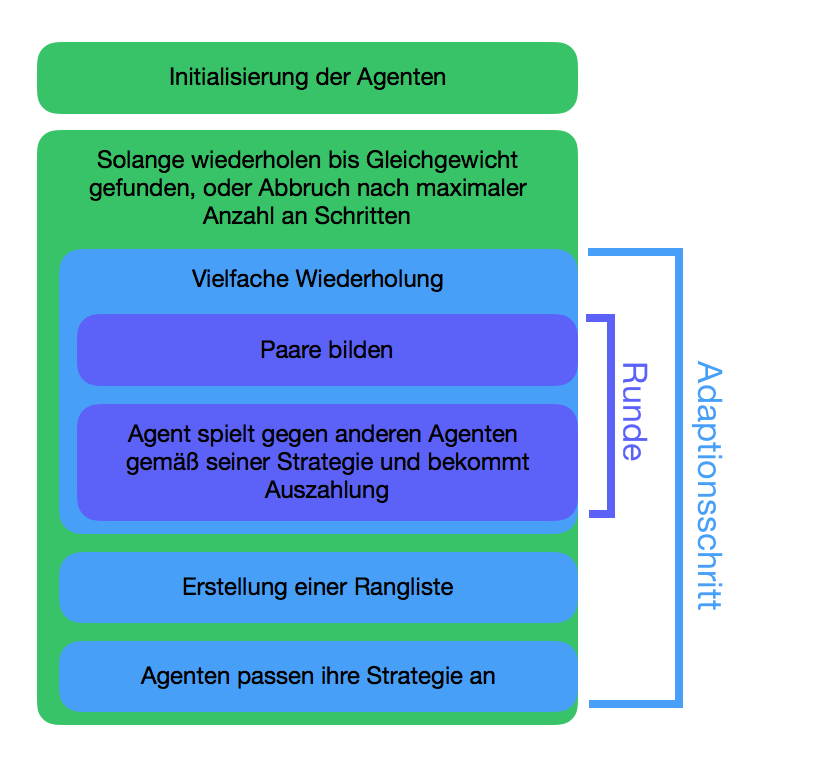 Initialisierung der Agenten
Solange wiederholen bis Gleichgewicht
gefunden, oder Abbruch nach maximaler
Anzahl an Schritten
Vielfache Wiederholung
Paare bilden
Agent spielt gegen anderen Agenten
gemäß seiner Strategie und bekommt
Auszahlung
Runde
Adaptionsschritt
Erstellung einer Rangliste
Agenten passen ihre Strategie an